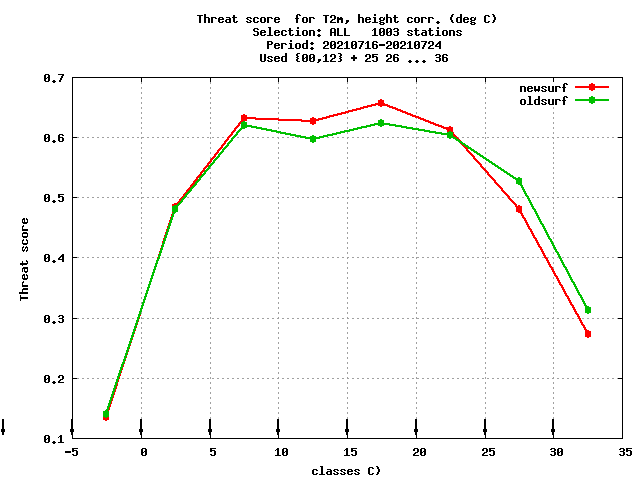 Threat score  for T2m, height corr. (deg C)
Selection: ALL   1003 stations
Period: 20210716-20210724
Used {00,12} + 25 26 ... 36
newsurf
oldsurf
Threat score
0.7
0.6
0.5
0.4
0.3
0.2
0.1
-5 0 5 10 15 20 25 30 35
classes C)